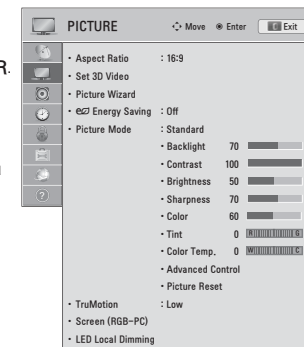 PICTURE Move Enter Exit
R.
• Aspect Ratio : 16:9
• Set 3D Video
• Picture Wizard
• Energy Saving : Off
• Picture Mode : Standard
• Backlight 70
• Contrast 100
• Brightness 50
• Sharpness 70
• Color 60
• Tint 0 R G
• Color Temp. 0 W C
• Advanced Control
• Picture Reset
• TruMotion : Low
• Screen (RGB-PC)
• LED Local Dimming